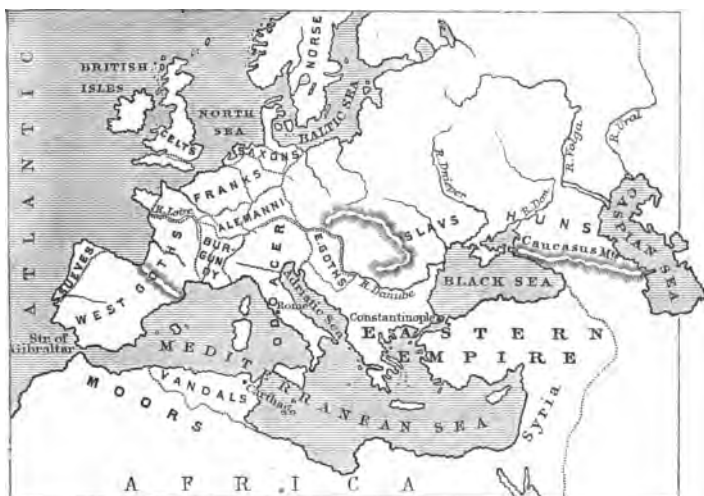 ATLANTIC
BRITISH
ISLES
NORTH
SEA
NORSE
BALTIC SEA
CELTS
SAXONS
FRANKS
R. Loire
ALEMANNI
BUR-
GUN-
DY
WEST GOTHS
SUEVES
Str of
Gibraltar
ODOACER
Rome
Adriatic Sea
E. GOTHS
SLAVS
R. Danube
R. Dnieper
R. Don
R. Volga
R. Ural
HUNS
Caucasus Mts
CASPIAN SEA
BLACK SEA
Constantinople
EASTERN
EMPIRE
MEDITERRANEAN SEA
VANDALS
Carthage
MOORS
Syria
AFRICA